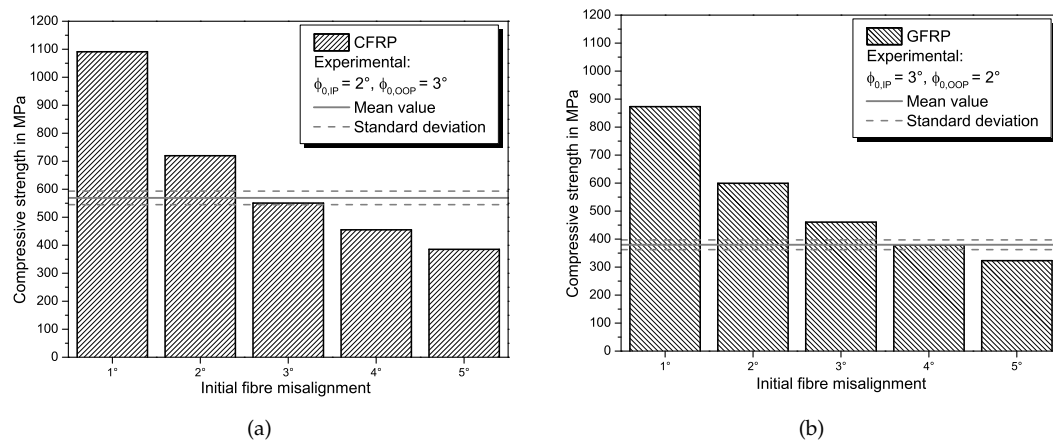 1200
1100
1000
900
800
700
600
500
400
300
200
100
0
Compressive strength in MPa
CFRP
Experimental:
ϕ0,IP = 2°, ϕ0,OOP = 3°
Mean value
Standard deviation
1° 2° 3° 4° 5°
Initial fibre misalignment
(a)
1200
1100
1000
900
800
700
600
500
400
300
200
100
0
Compressive strength in MPa
GFRP
Experimental:
ϕ0,IP = 3°, ϕ0,OOP = 2°
Mean value
Standard deviation
1° 2° 3° 4° 5°
Initial fibre misalignment
(b)